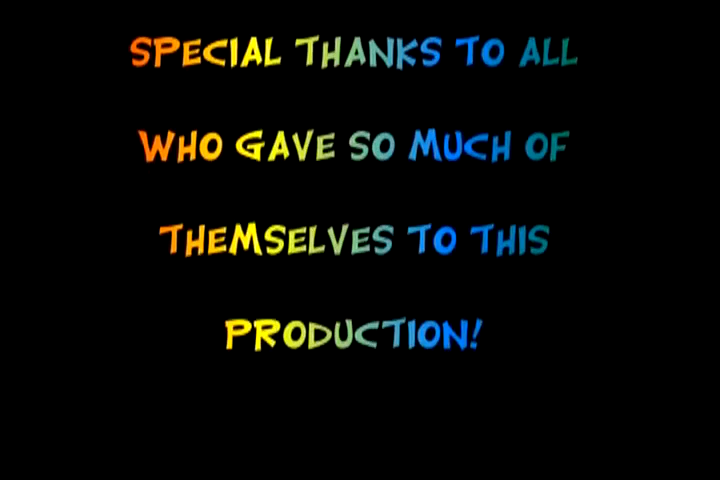 SPECIAL THANKS TO ALL
WHO GAVE SO MUCH OF
THEMSELVES TO THIS
PRODUCTION!